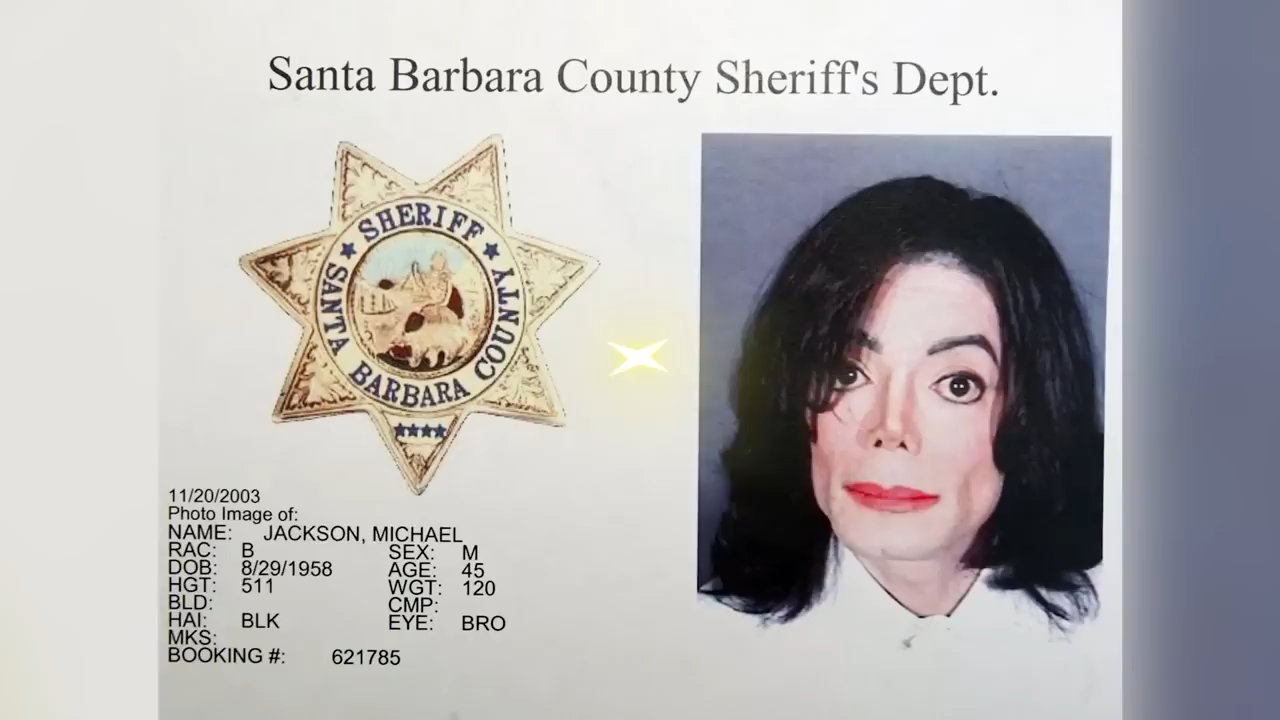 Santa Barbara County Sheriff's Dept.
SHERIFF
SANTA BARBARA COUNTY
11/20/2003
Photo Image of:
NAME: JACKSON, MICHAEL
RAC: B SEX: M
DOB: 8/29/1958 AGE: 45
HGT: 511 WGT: 120
BLD: CMP:
HAI: BLK EYE: BRO
MKS:
BOOKING #: 621785